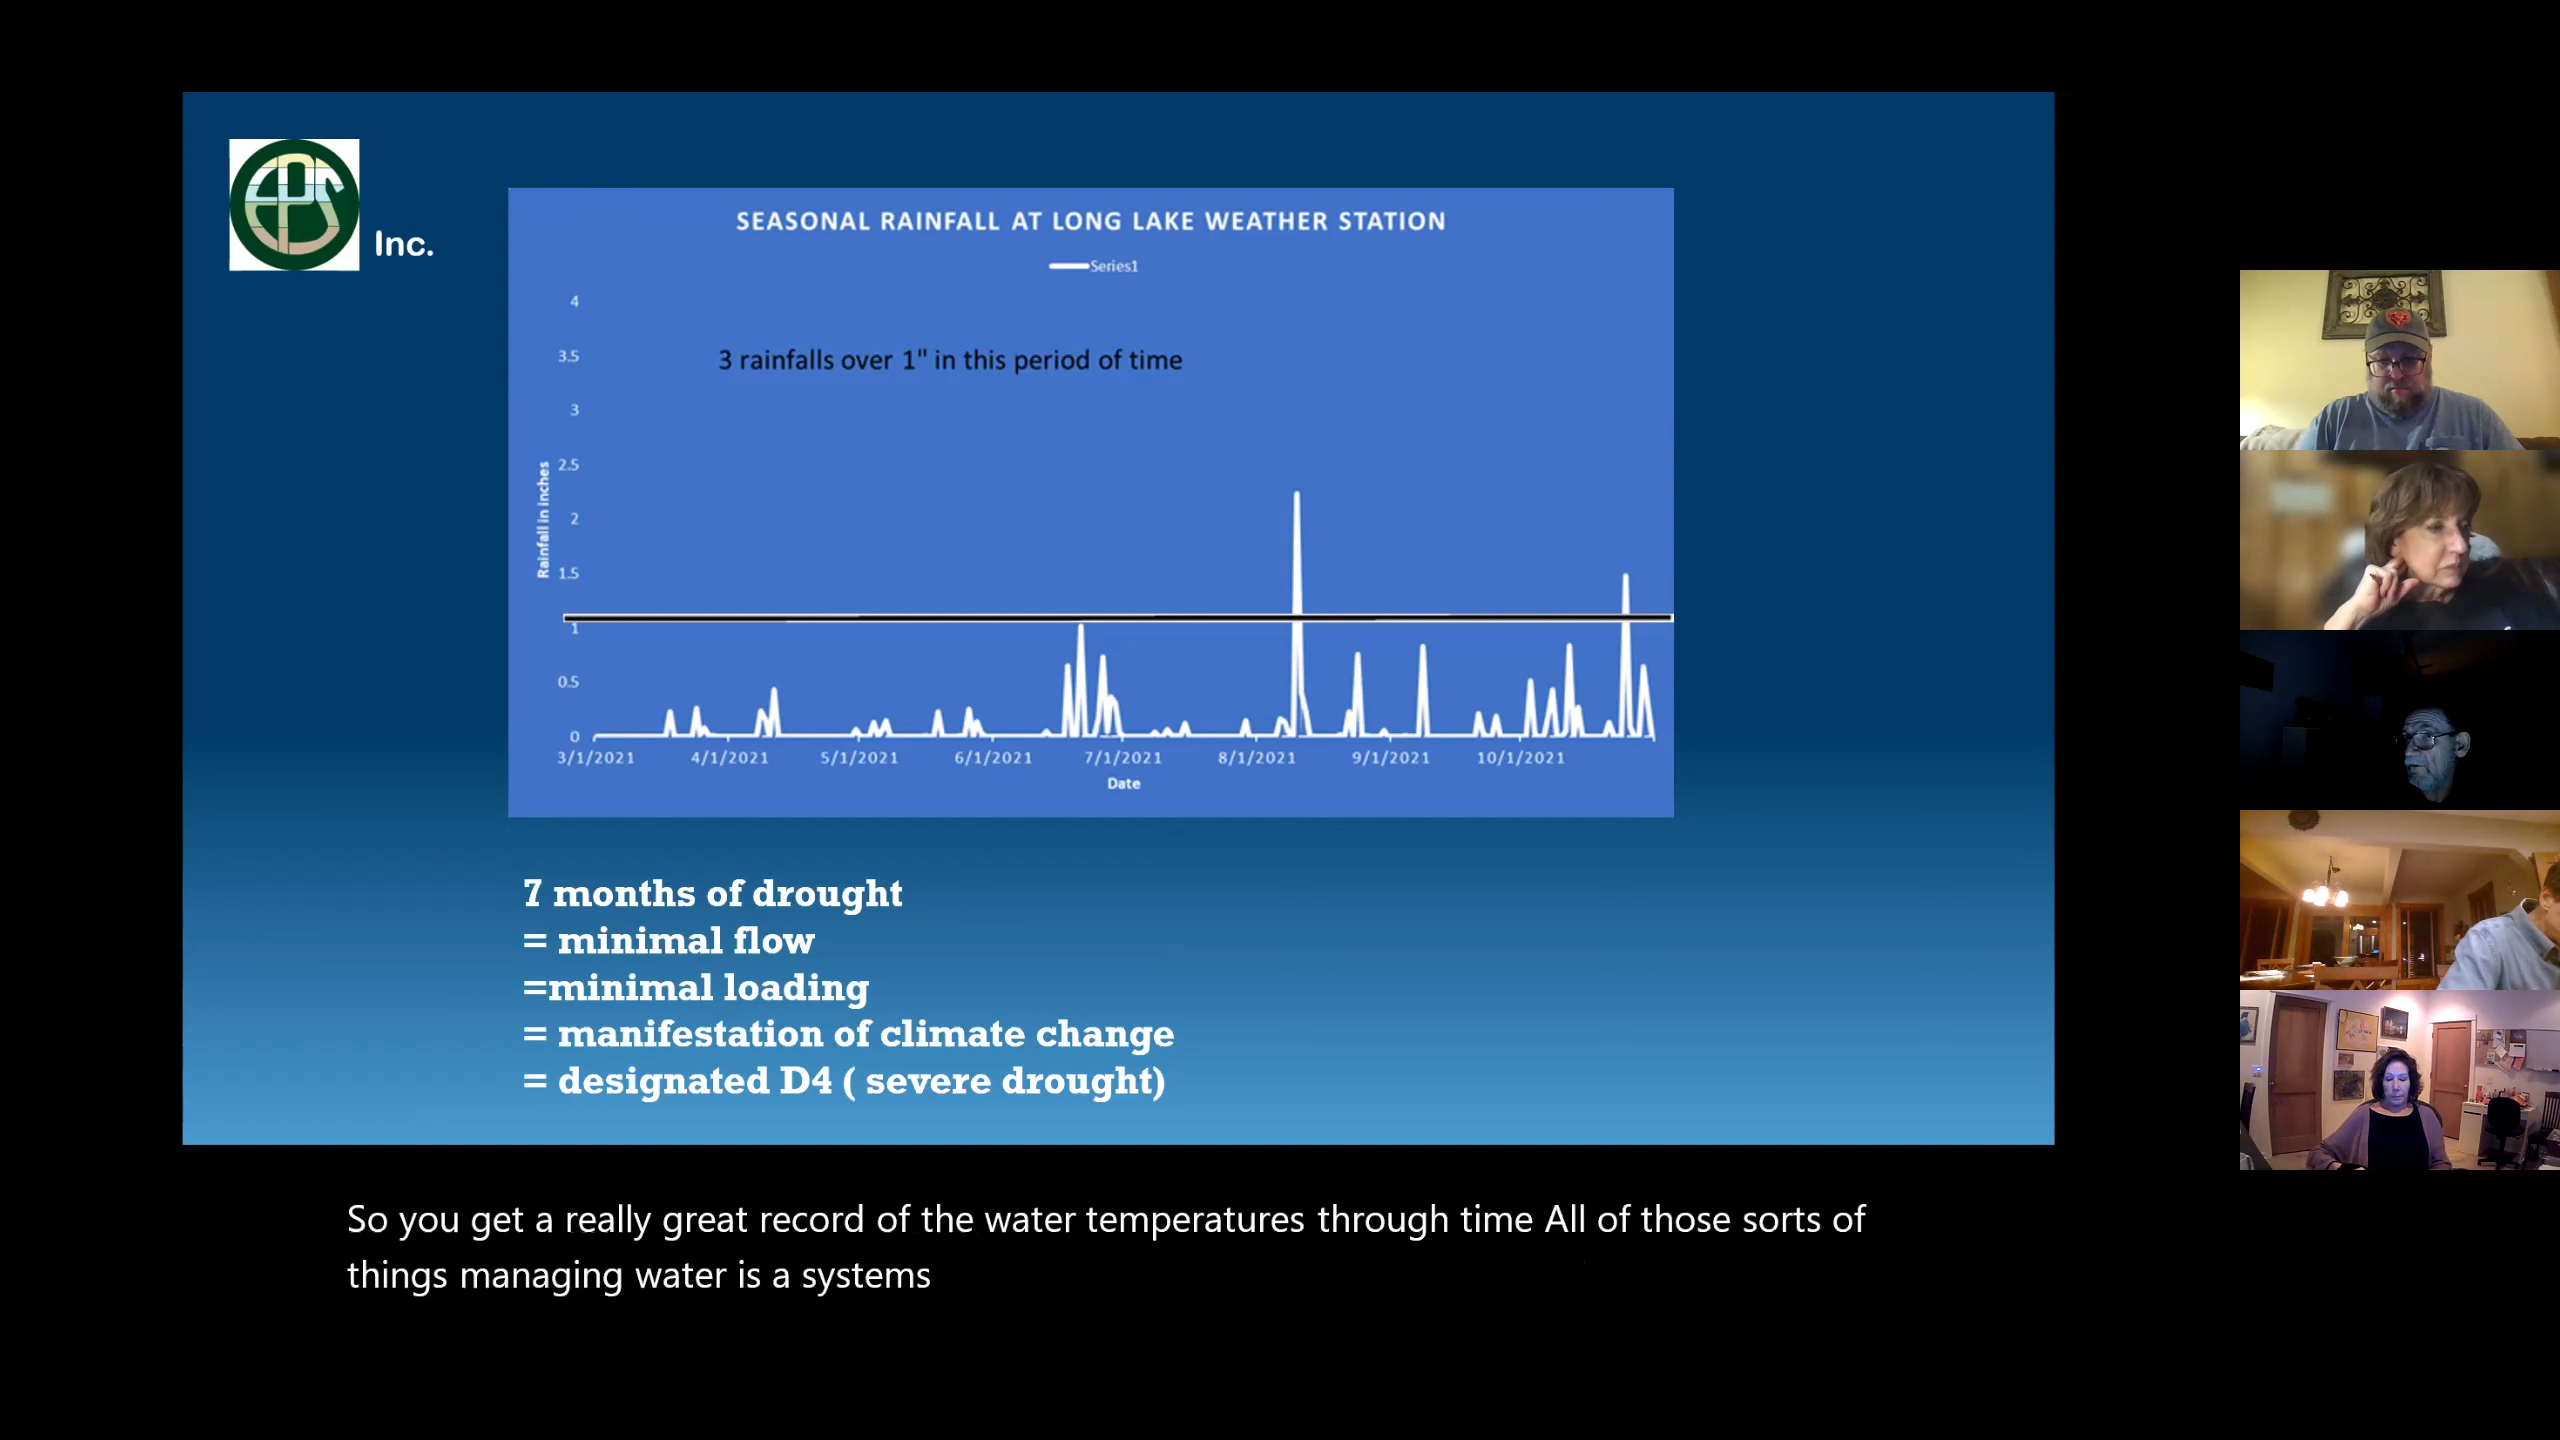 EPS
Inc.
SEASONAL RAINFALL AT LONG LAKE WEATHER STATION
Series1
3 rainfalls over 1" in this period of time
Rainfall in inches
4
3.5
3
2.5
2
1.5
1
0.5
0
3/1/2021 4/1/2021 5/1/2021 6/1/2021 7/1/2021 8/1/2021 9/1/2021 10/1/2021
Date
7 months of drought
= minimal flow
=minimal loading
= manifestation of climate change
= designated D4 ( severe drought)
So you get a really great record of the water temperatures through time All of those sorts of
things managing water is a systems